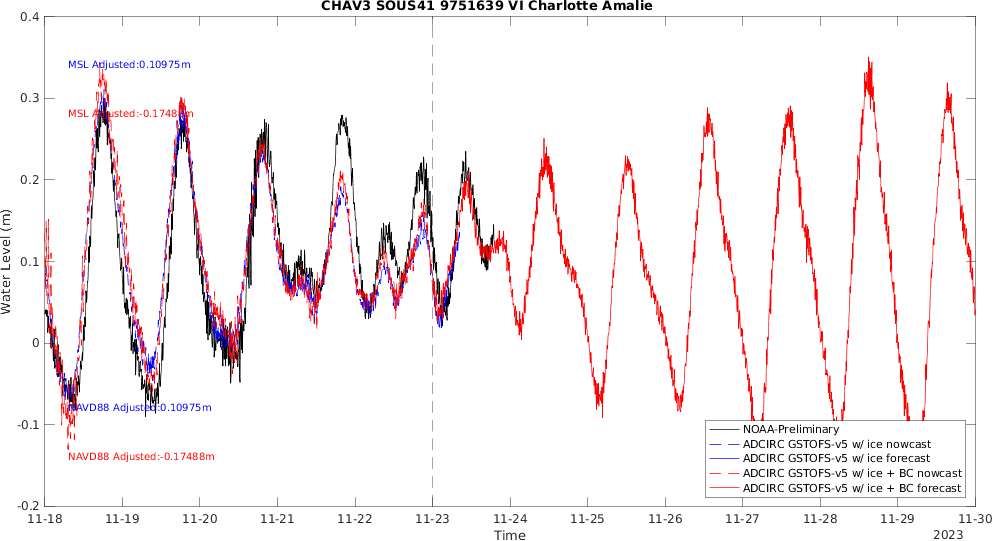 CHAV3 SOUS41 9751639 VI Charlotte Amalie
0.4
0.3
0.2
0.1
0
-0.1
-0.2
Water Level (m)
MSL Adjusted:0.10975m
MSL Adjusted:-0.17488m
NAVD88 Adjusted:0.10975m
NAVD88 Adjusted:-0.17488m
NOAA-Preliminary
ADCIRC GSTOFS-v5 w/ ice nowcast
ADCIRC GSTOFS-v5 w/ ice forecast
ADCIRC GSTOFS-v5 w/ ice + BC nowcast
ADCIRC GSTOFS-v5 w/ ice + BC forecast
11-18 11-19 11-20 11-21 11-22 11-23 11-24 11-25 11-26 11-27 11-28 11-29 11-30
Time
2023